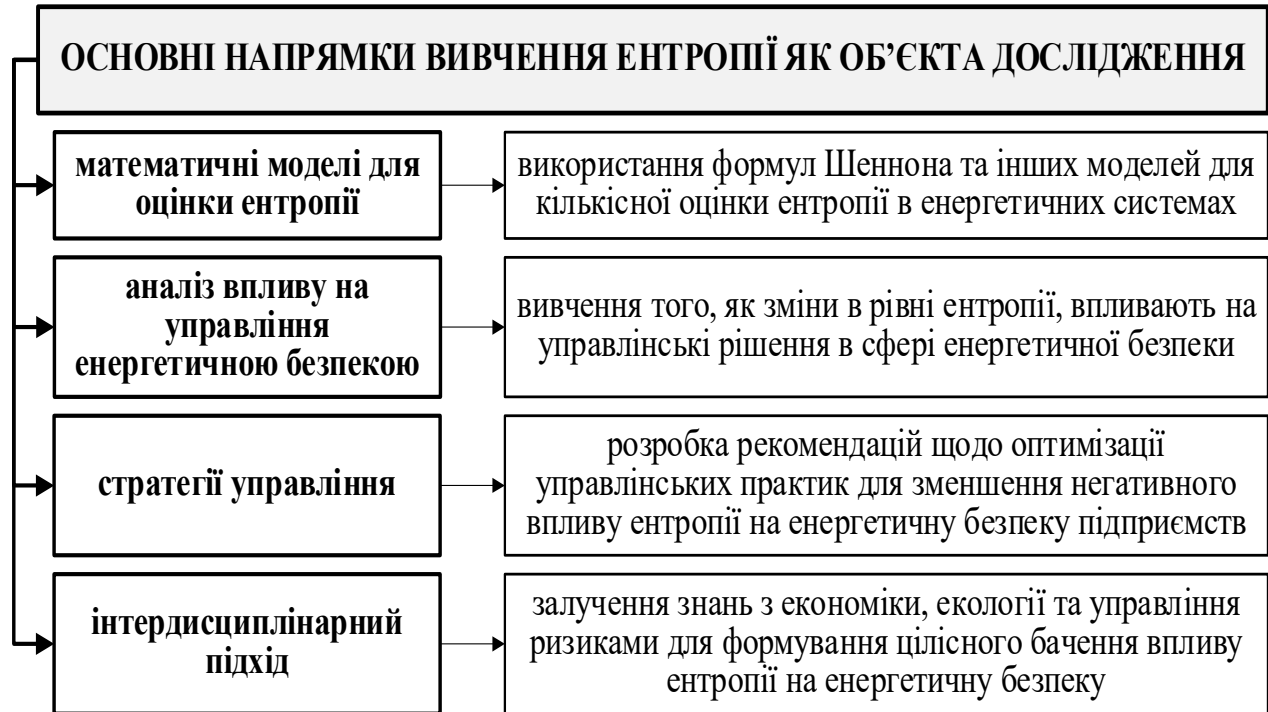 ОСНОВНІ НАПРЯМКИ ВИВЧЕННЯ ЕНТРОПІЇ ЯК ОБ’ЄКТА ДОСЛІДЖЕННЯ
математичні моделі для
оцінки ентропії
використання формул Шеннона та інших моделей для
кількісної оцінки ентропії в енергетичних системах
аналіз впливу на
управління
енергетичною безпекою
вивчення того, як зміни в рівні ентропії, впливають на
управлінські рішення в сфері енергетичної безпеки
стратегії управління
розробка рекомендацій щодо оптимізації
управлінських практик для зменшення негативного
впливу ентропії на енергетичну безпеку підприємств
інтердисциплінарний
підхід
залучення знань з економіки, екології та управління
ризиками для формування цілісного бачення впливу
ентропії на енергетичну безпеку